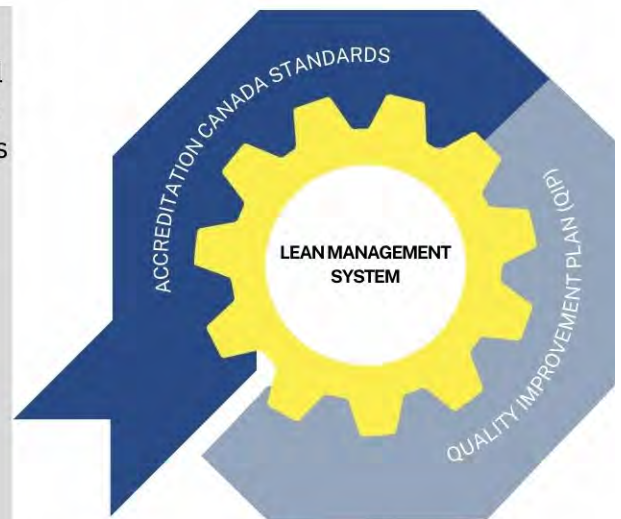 ACCREDITATION CANADA STANDARDS
LEAN MANAGEMENT
SYSTEM
QUALITY IMPROVEMENT PLAN (QIP)